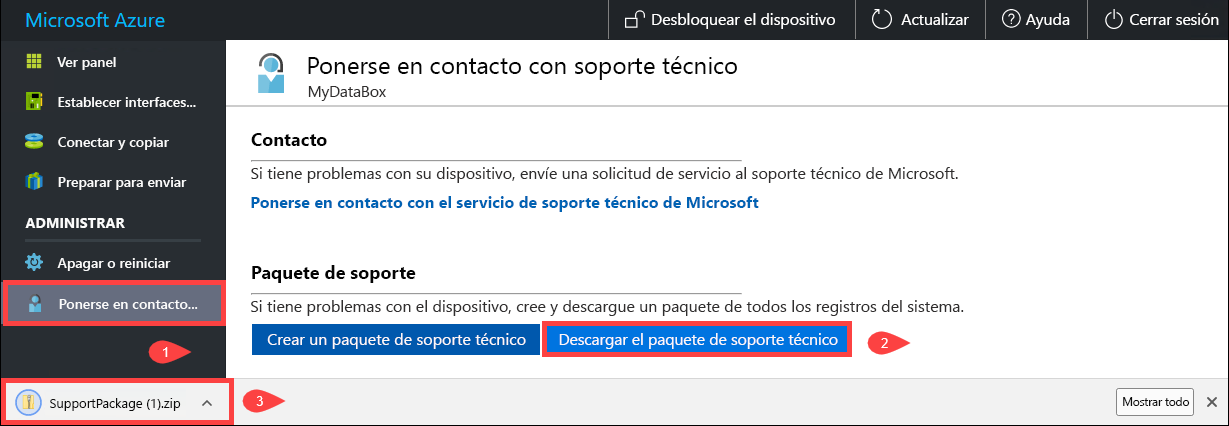 Microsoft Azure
Desbloquear el dispositivo
Actualizar
Ayuda
Cerrar sesión
Ver panel
Establecer interfaces...
Conectar y copiar
Preparar para enviar
ADMINISTRAR
Apagar o reiniciar
Ponerse en contacto...
1
Ponerse en contacto con soporte técnico
MyDataBox
Contacto
Si tiene problemas con su dispositivo, envíe una solicitud de servicio al soporte técnico de Microsoft.
Ponerse en contacto con el servicio de soporte técnico de Microsoft
Paquete de soporte
Si tiene problemas con el dispositivo, cree y descargue un paquete de todos los registros del sistema.
Crear un paquete de soporte técnico
Descargar el paquete de soporte técnico
2
SupportPackage (1).zip
3
Mostrar todo